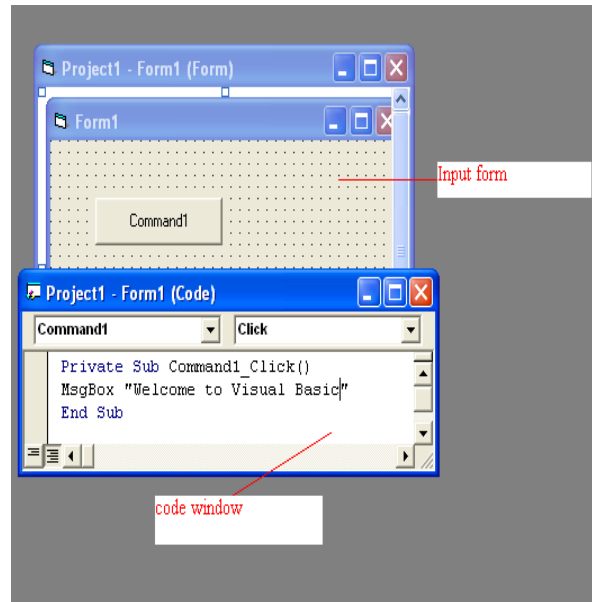 Project1 - Form1 (Form)
Form1
Input form
Command1
Project1 - Form1 (Code)
Command1 Click
Private Sub Command1_Click()
MsgBox "Welcome to Visual Basic"
End Sub
code window